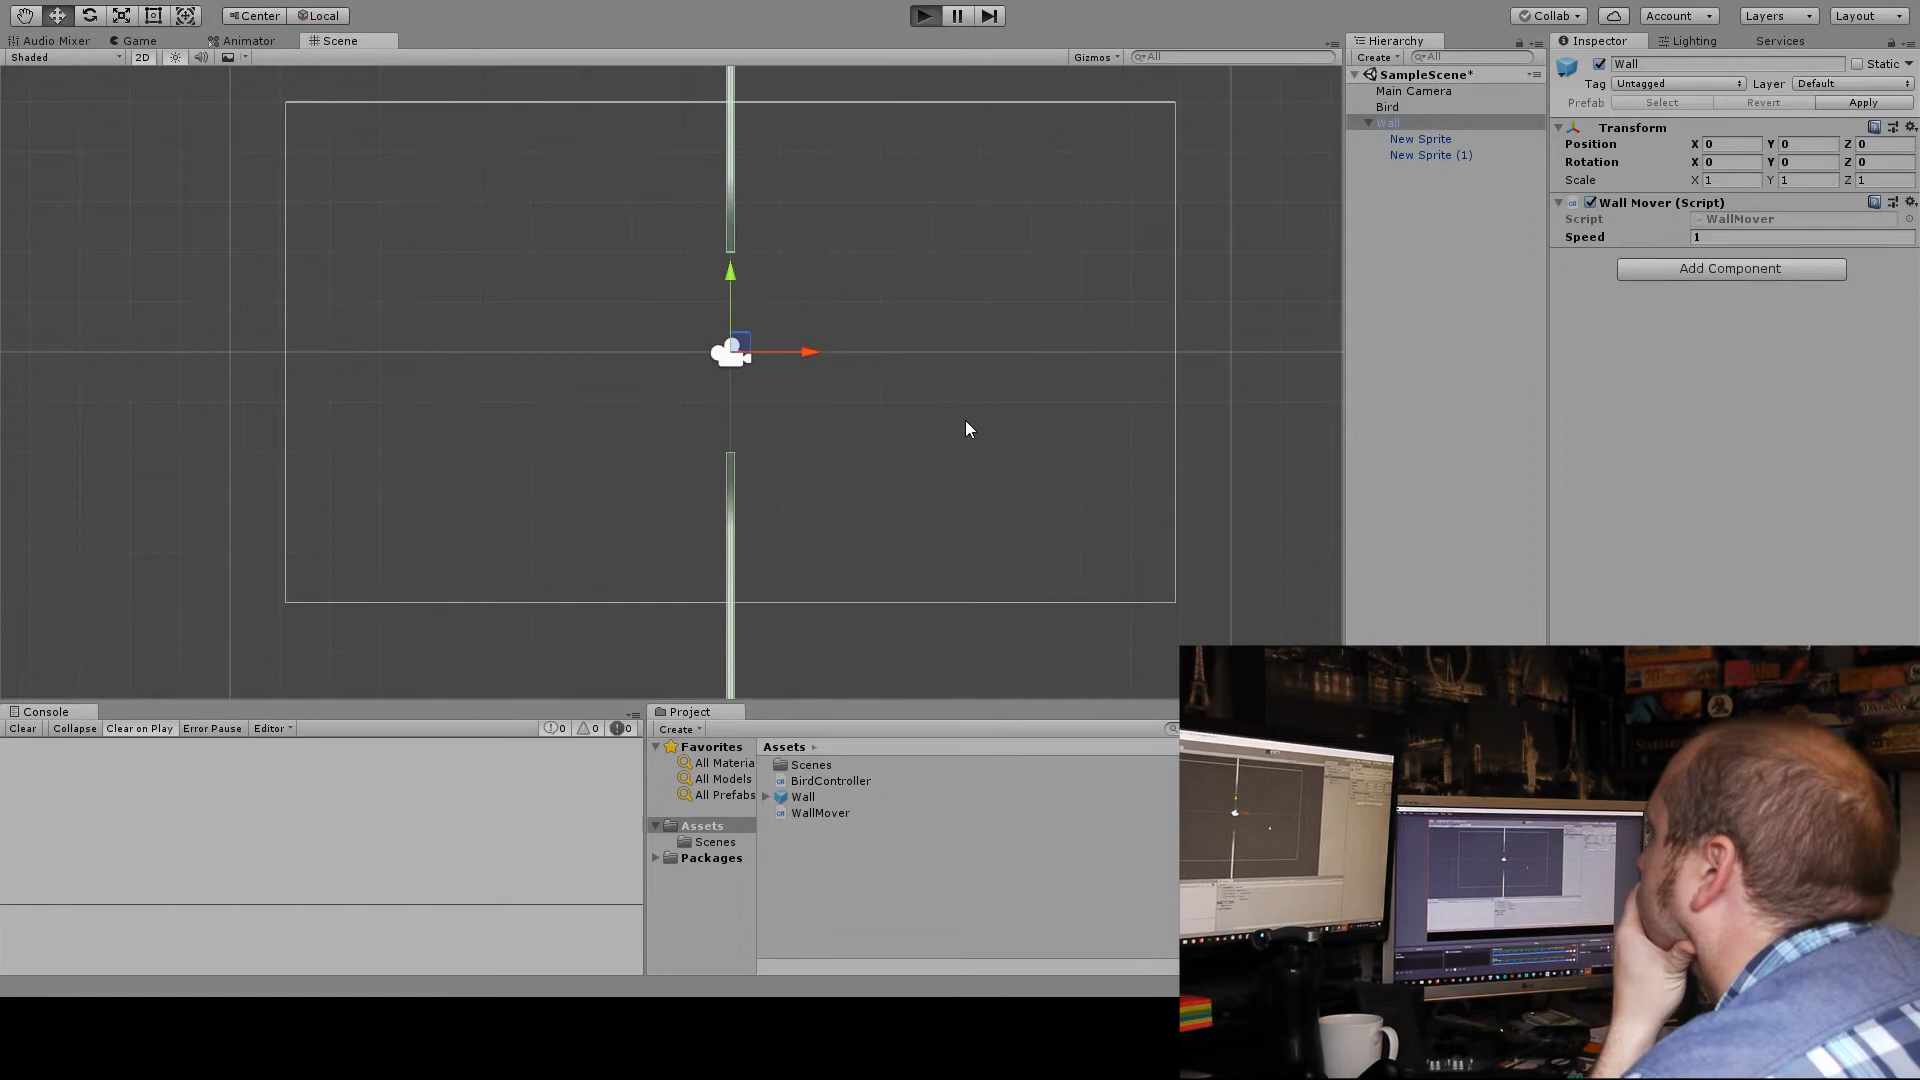 Center Local Collab Account Layers Layout
Audio Mixer Game Animator Scene
Shaded 2D Gizmos All
Hierarchy
Create All
SampleScene*
Main Camera
Bird
Wall
New Sprite
New Sprite (1)
Inspector Lighting Services
Wall Static
Tag Untagged Layer Default
Prefab Select Revert Apply
Transform
Position X 0 Y 0 Z 0
Rotation X 0 Y 0 Z 0
Scale X 1 Y 1 Z 1
Wall Mover (Script)
Script WallMover
Speed 1
Add Component
Console
Clear Collapse Clear on Play Error Pause Editor 0 0 0
Project
Create
Favorites
All Materia
All Models
All Prefabs
Assets
Scenes
Packages
Assets
Scenes
BirdController
Wall
WallMover